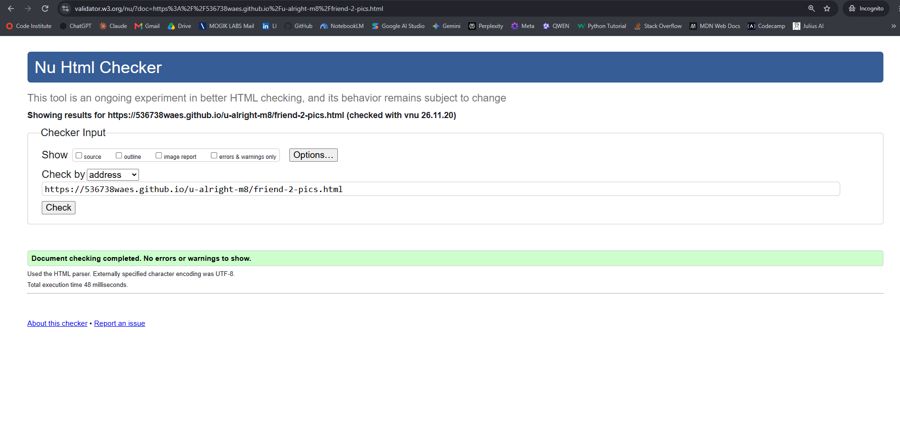 validator.w3.org/nu/?doc=https%3A%2F%2F536738waes.github.io%2Fu-alright-m8%2Ffriend-2-pics.html
Incognito
Code Institute ChatGPT Claude Gmail Drive MOGIK LABS Mail Li GitHub NotebookLM Google AI Studio Gemini Perplexity Meta QWEN Python Tutorial Stack Overflow MDN Web Docs Codecamp Julius AI
Nu Html Checker
This tool is an ongoing experiment in better HTML checking, and its behavior remains subject to change
Showing results for https://536738waes.github.io/u-alright-m8/friend-2-pics.html (checked with vnu 26.11.20)
Checker Input
Show source outline image report errors & warnings only Options...
Check by address
https://536738waes.github.io/u-alright-m8/friend-2-pics.html
Check
Document checking completed. No errors or warnings to show.
Used the HTML parser. Externally specified character encoding was UTF-8.
Total execution time 48 milliseconds.
About this checker • Report an issue